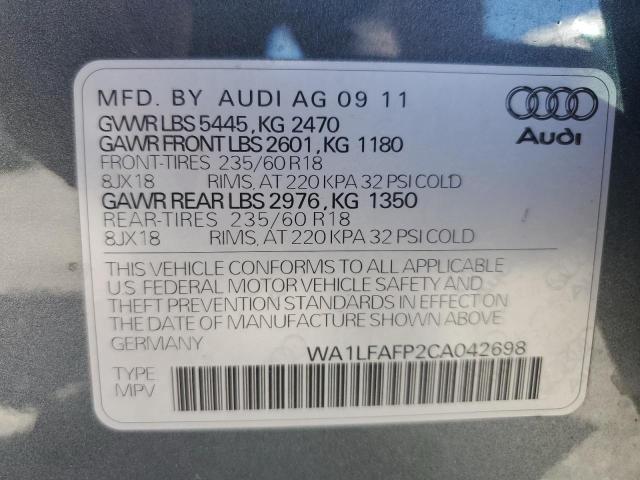 MFD. BY AUDI AG 09 11
GVWR LBS 5445, KG 2470
GAWR FRONT LBS 2601, KG 1180
FRONT-TIRES 235/60 R18
8JX18 RIMS, AT 220 KPA 32 PSI COLD
GAWR REAR LBS 2976, KG 1350
REAR-TIRES 235/60 R18
8JX18 RIMS, AT 220 KPA 32 PSI COLD
Audi
THIS VEHICLE CONFORMS TO ALL APPLICABLE
U.S. FEDERAL MOTOR VEHICLE SAFETY AND
THEFT PREVENTION STANDARDS IN EFFECT ON
THE DATE OF MANUFACTURE SHOWN ABOVE
GERMANY WA1LFAFP2CA042698
TYPE
MPV